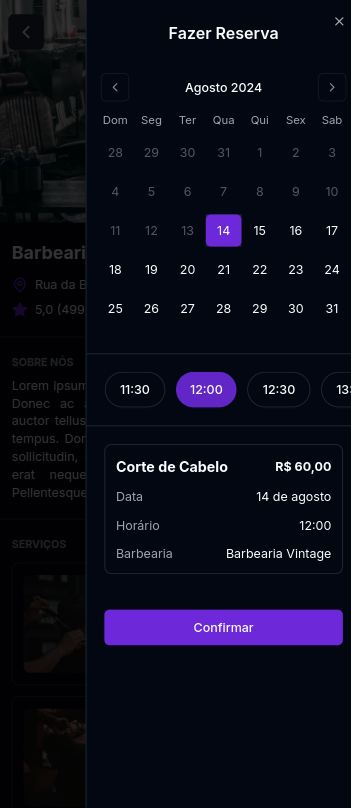 Fazer Reserva
Agosto 2024
Dom Seg Ter Qua Qui Sex Sab
28 29 30 31 1 2 3
4 5 6 7 8 9 10
11 12 13 14 15 16 17
18 19 20 21 22 23 24
25 26 27 28 29 30 31
11:30 12:00 12:30 13:
Corte de Cabelo R$ 60,00
Data 14 de agosto
Horário 12:00
Barbearia Barbearia Vintage
Confirmar
Barbeari
Rua da B
5,0 (499
SOBRE NÓS
Lorem ipsum
Donec ac a
auctor tellus
tempus. Dor
sollicitudin,
erat neque
Pellentesque
SERVIÇOS